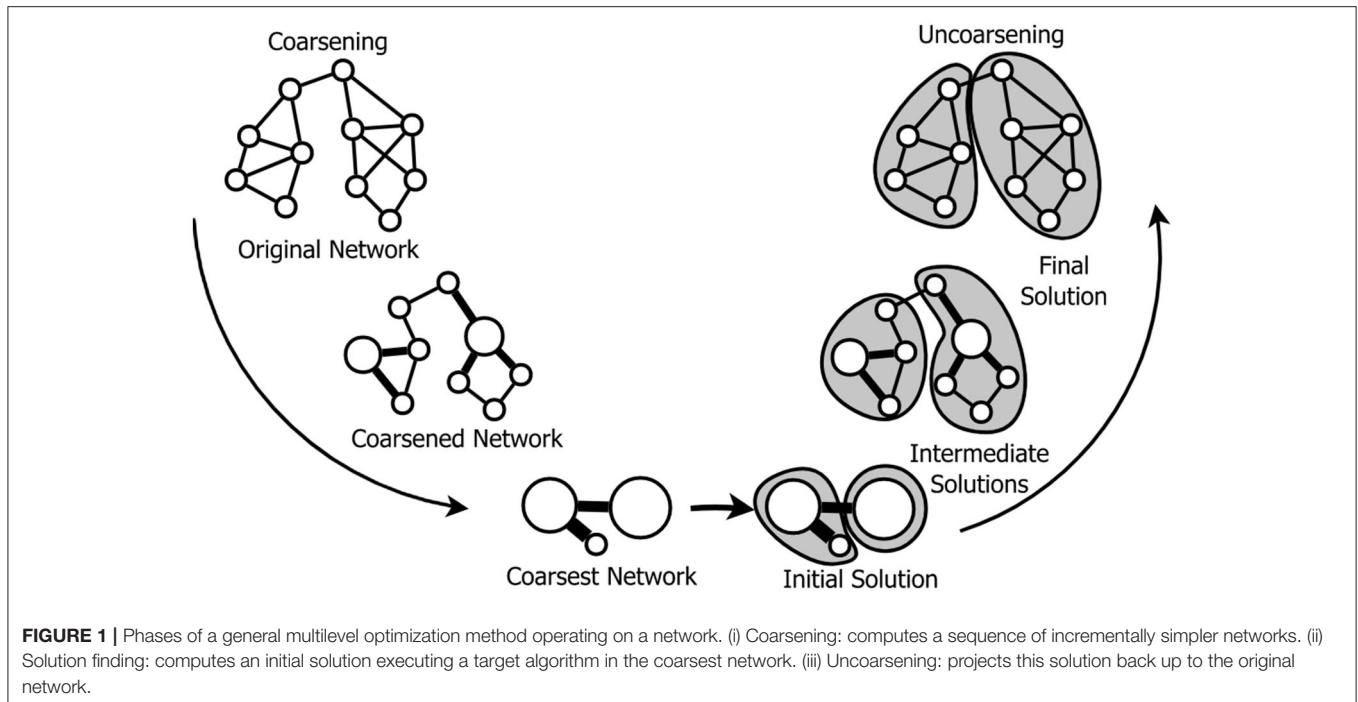 Coarsening
Uncoarsening
Original Network
Final
Solution
Coarsened Network
Intermediate
Solutions
Coarsest Network
Initial Solution
FIGURE 1 | Phases of a general multilevel optimization method operating on a network. (i) Coarsening: computes a sequence of incrementally simpler networks. (ii)
Solution finding: computes an initial solution executing a target algorithm in the coarsest network. (iii) Uncoarsening: projects this solution back up to the original
network.